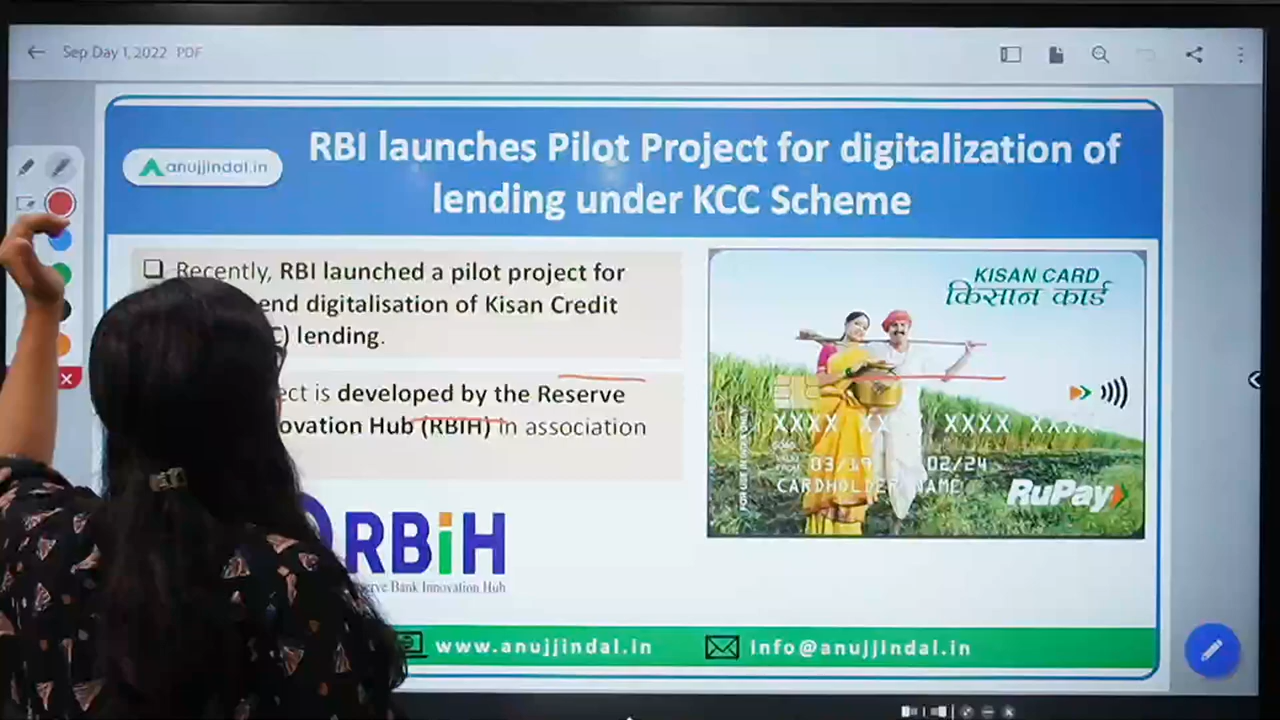 Sep Day 1, 2022 PDF
anujjindal.in
RBI launches Pilot Project for digitalization of
lending under KCC Scheme
Recently, RBI launched a pilot project for
end digitalisation of Kisan Credit
C) lending.
ect is developed by the Reserve
ovation Hub (RBIH) in association
KISAN CARD
किसान कार्ड
XXXX XX XXXX XXXX
03/19 02/24
CARDHOLDER NAME
RuPay
RBiH
serve Bank Innovation Hub
www.anujjindal.in
info@anujjindal.in